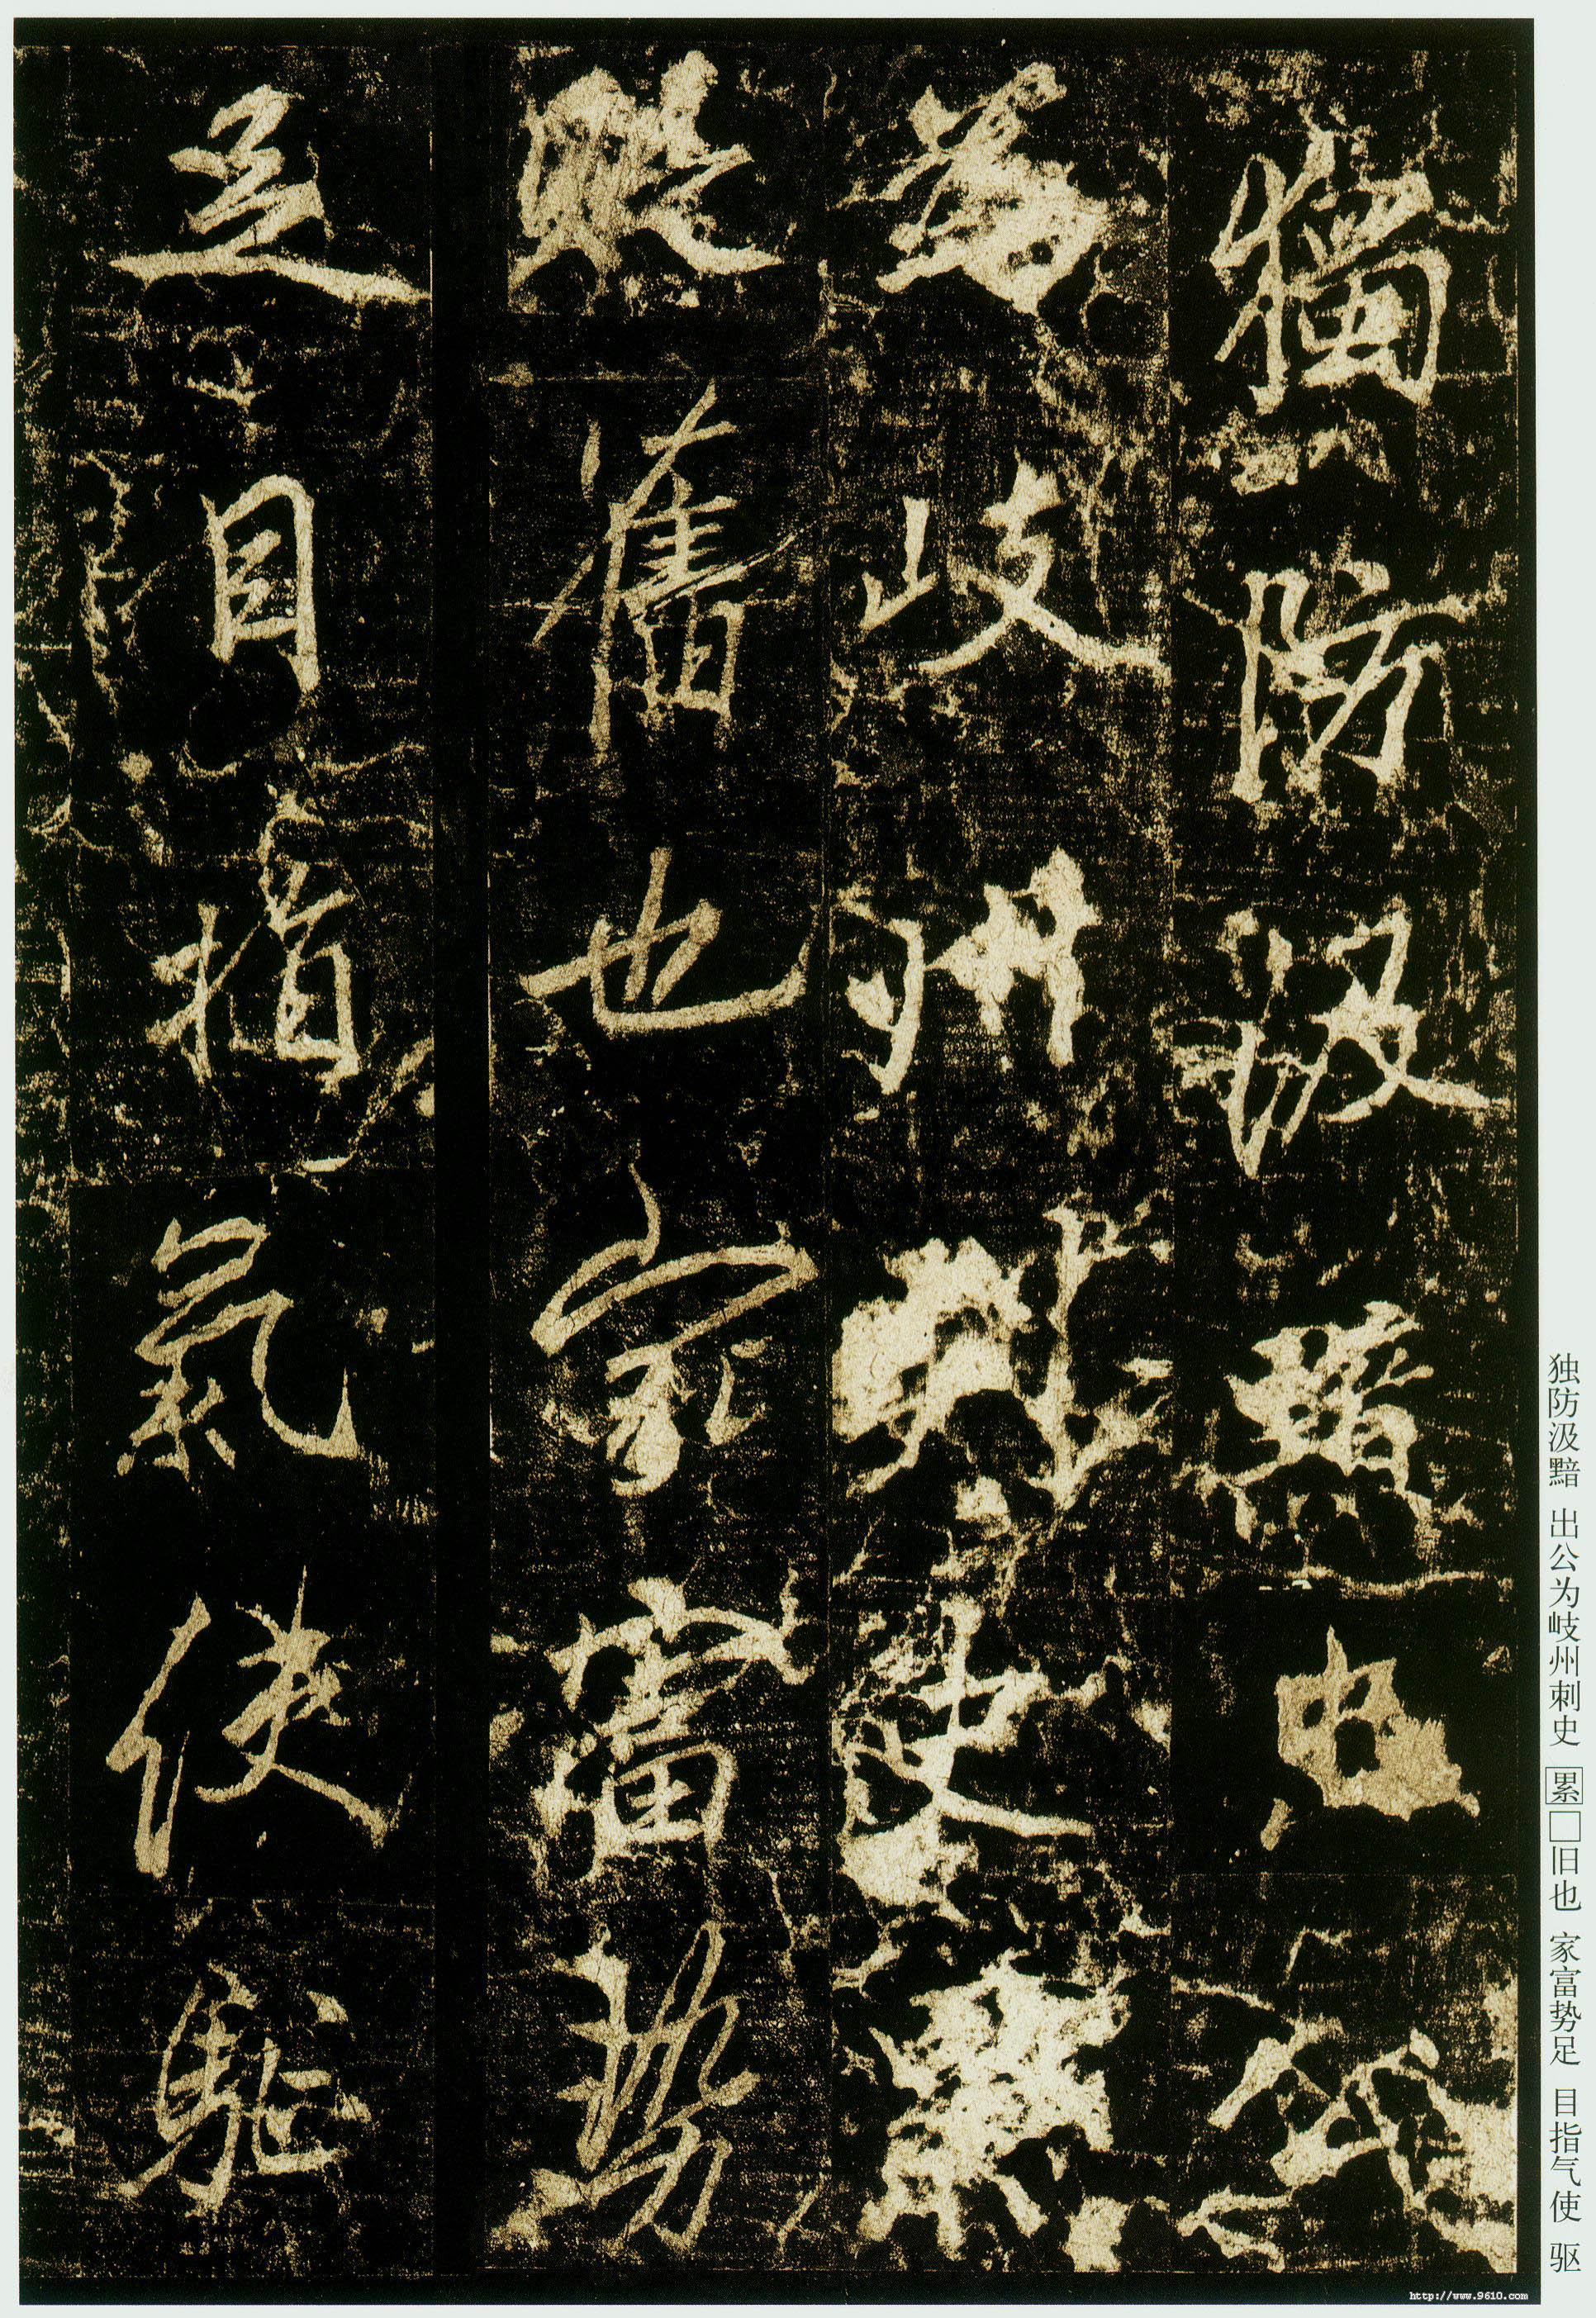 獨防汲黯出公
為岐州刺史累
舊也家富勢
足目指氣使驅
独防汲黯 出公为岐州刺史 累□旧也 家富势足 目指气使 驱
http://www.9610.com